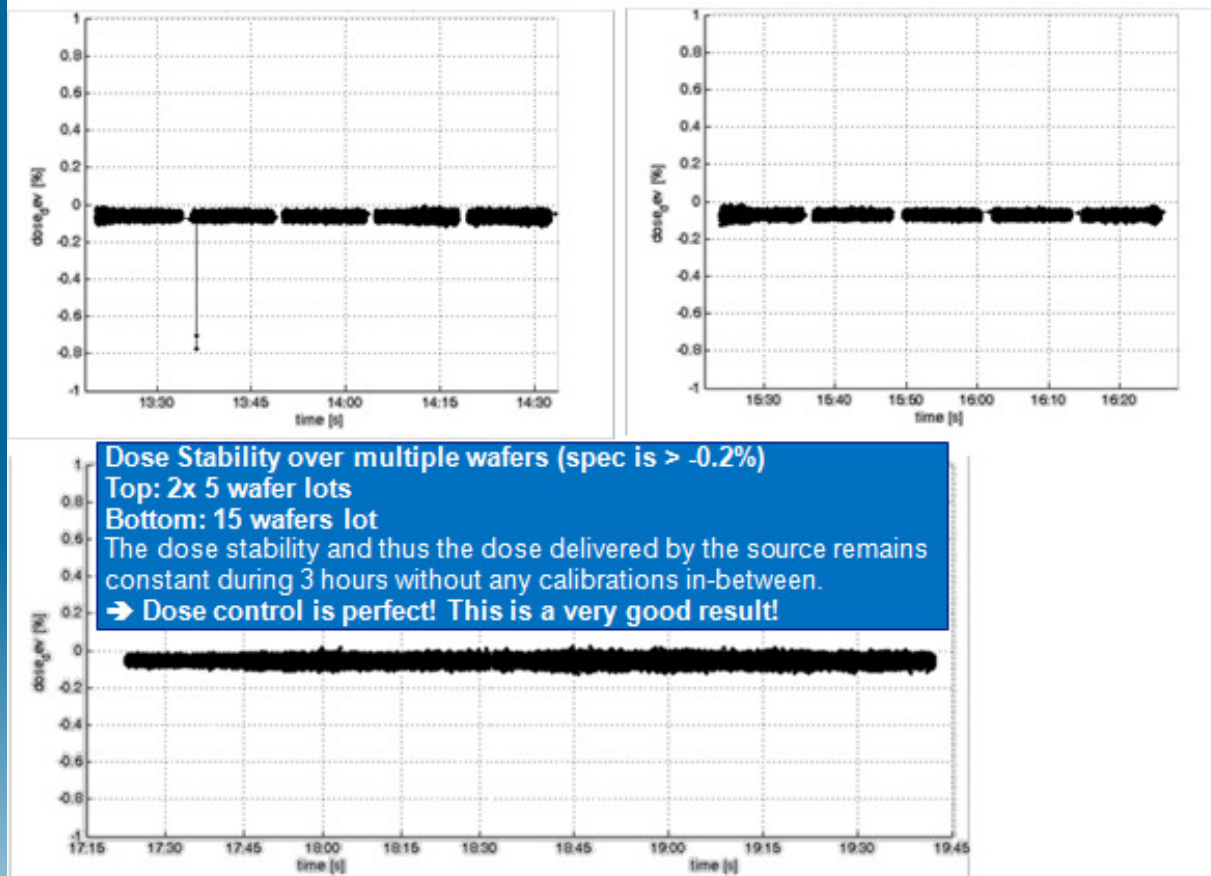 1
0.8
0.6
0.4
0.2
0
-0.2
-0.4
-0.6
-0.8
-1
dose_dev [%]
13:30 13:45 14:00 14:15 14:30
time [s]
1
0.8
0.6
0.4
0.2
0
-0.2
-0.4
-0.6
-0.8
-1
dose_dev [%]
15:30 15:40 15:50 16:00 16:10 16:20
time [s]
Dose Stability over multiple wafers (spec is > -0.2%)
Top: 2x 5 wafer lots
Bottom: 15 wafers lot
The dose stability and thus the dose delivered by the source remains
constant during 3 hours without any calibrations in-between.
➔ Dose control is perfect! This is a very good result!
1
0.8
0.6
0.4
0.2
0
-0.2
-0.4
-0.6
-0.8
-1
dose_dev [%]
17:15 17:30 17:45 18:00 18:15 18:30 18:45 19:00 19:15 19:30 19:45
time [s] time [s]